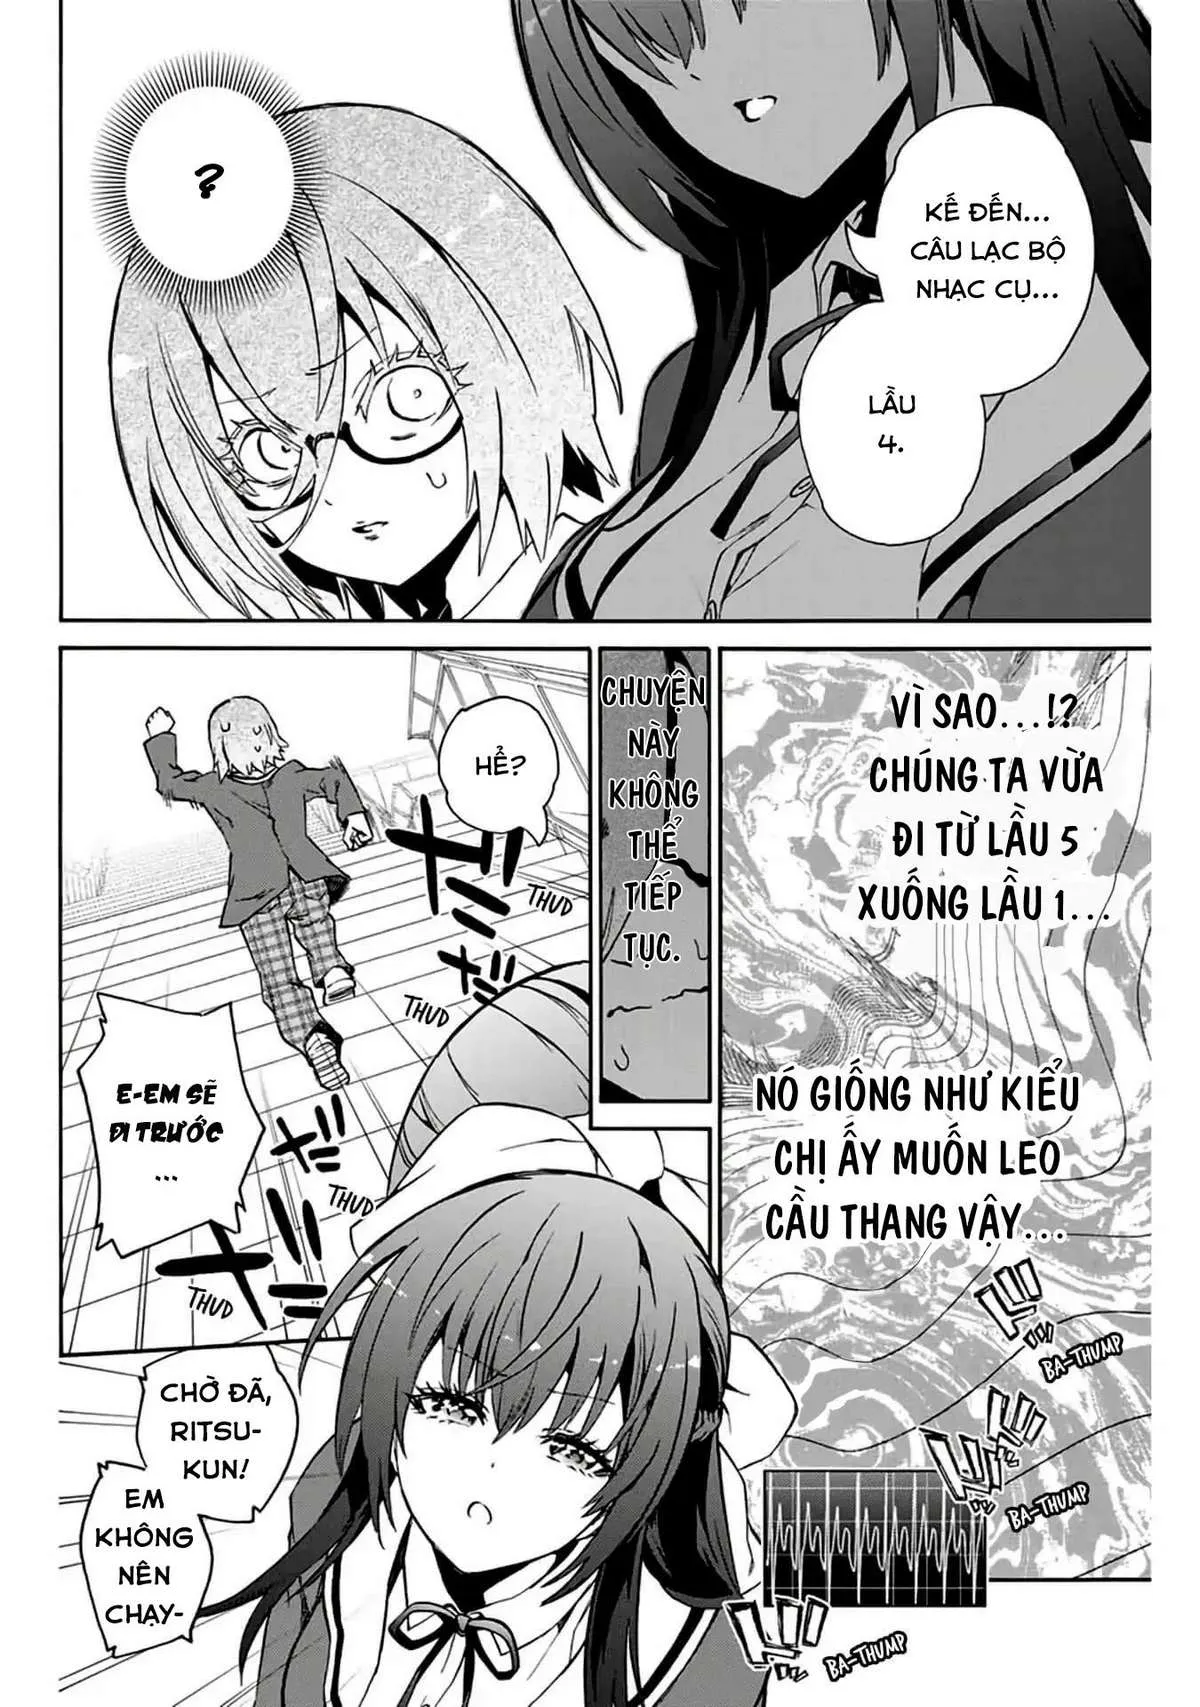 KẾ ĐẾN...
CÂU LẠC BỘ
NHẠC CỤ...
LẦU
4.
?
VÌ SAO...!?
CHÚNG TA VỪA
ĐI TỪ LẦU 5
XUỐNG LẦU 1...
NÓ GIỐNG NHƯ KIỂU
CHỊ ẤY MUỐN LEO
CẦU THANG VẬY...
BA-THUMP
BA-THUMP
BA-THUMP
CHUYỆN
NÀY
KHÔNG
THỂ
TIẾP
TỤC.
HỂ?
THUD
THUD
THUD
THUD
E-EM SẼ
ĐI TRƯỚC
...
CHỜ ĐÃ,
RITSU-
KUN!
EM
KHÔNG
NÊN
CHẠY-